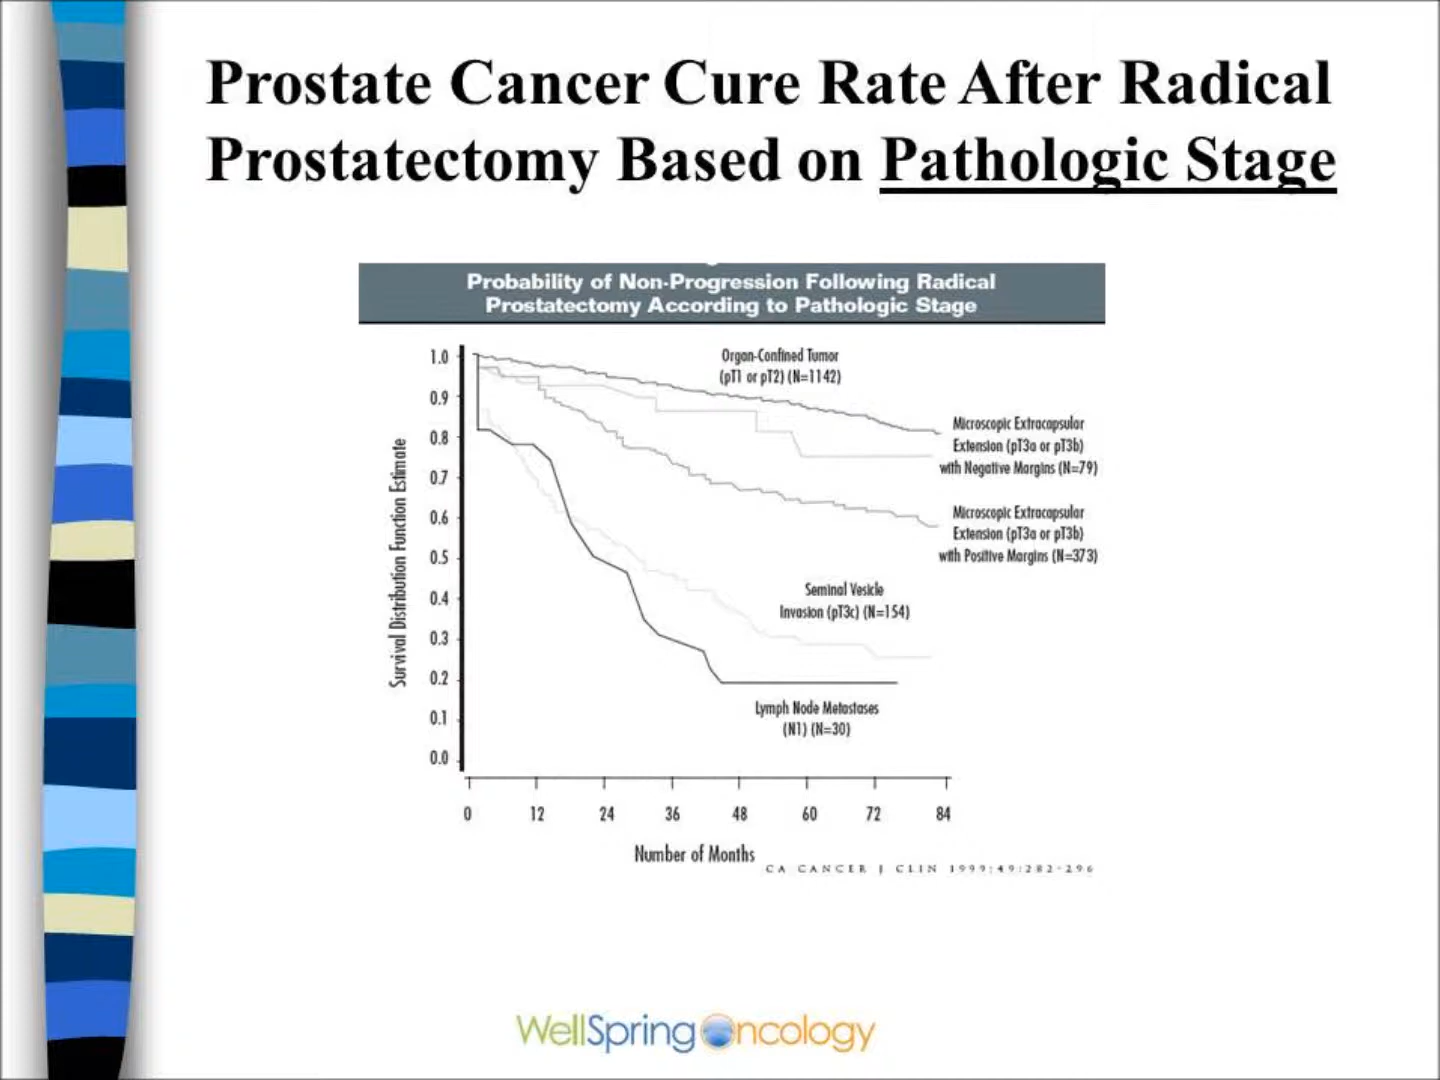 Prostate Cancer Cure Rate After Radical
Prostatectomy Based on Pathologic Stage
Probability of Non-Progression Following Radical
Prostatectomy According to Pathologic Stage
Survival Distribution Function Estimate
1.0
0.9
0.8
0.7
0.6
0.5
0.4
0.3
0.2
0.1
0.0
Organ-Confined Tumor
(pT1 or pT2) (N=1142)
Microscopic Extracapsular
Extension (pT3a or pT3b)
with Negative Margins (N=79)
Microscopic Extracapsular
Extension (pT3a or pT3b)
with Positive Margins (N=373)
Seminal Vesicle
Invasion (pT3c) (N=154)
Lymph Node Metastases
(N1) (N=30)
0 12 24 36 48 60 72 84
Number of Months
CA CANCER J CLIN 1999;49:282-296
WellSpring Oncology